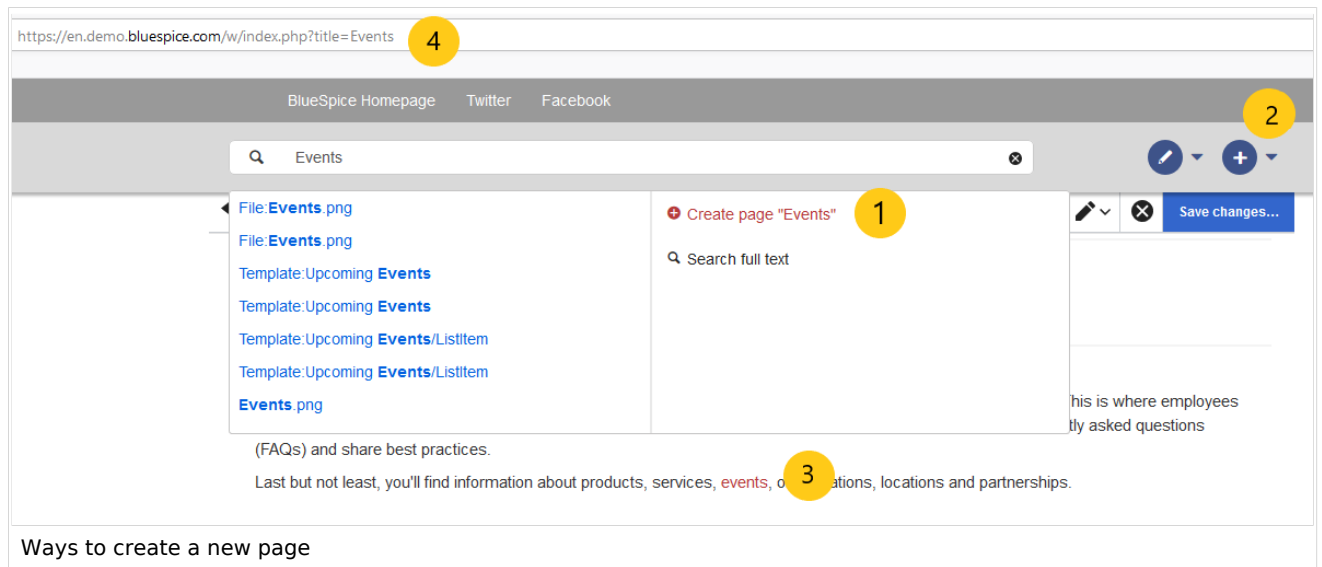 https://en.demo.bluespice.com/w/index.php?title=Events
4
BlueSpice Homepage Twitter Facebook
2
Events
File:Events.png
Create page "Events"
1
Save changes...
File:Events.png
Search full text
Template:Upcoming Events
Template:Upcoming Events
Template:Upcoming Events/ListItem
Template:Upcoming Events/ListItem
Events.png
his is where employees
tly asked questions
(FAQs) and share best practices.
Last but not least, you'll find information about products, services, events, o 3 ations, locations and partnerships.
Ways to create a new page